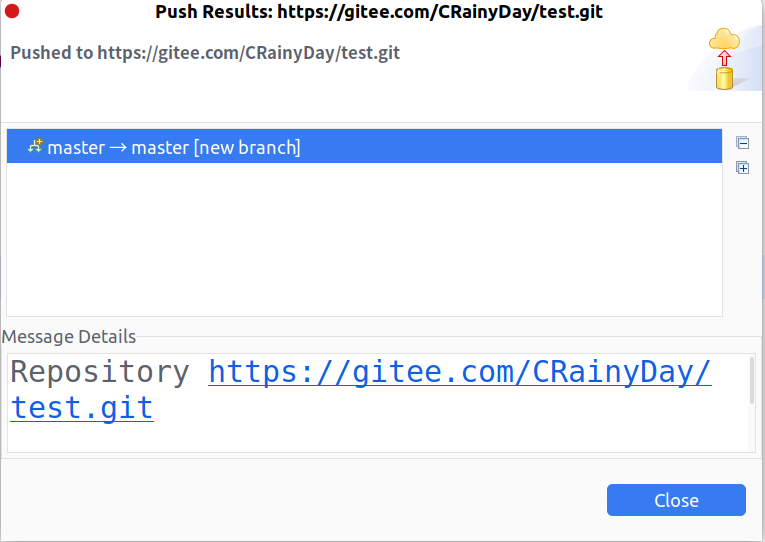 Push Results: https://gitee.com/CRainyDay/test.git
Pushed to https://gitee.com/CRainyDay/test.git
master → master [new branch]
Message Details
Repository https://gitee.com/CRainyDay/
test.git
Close